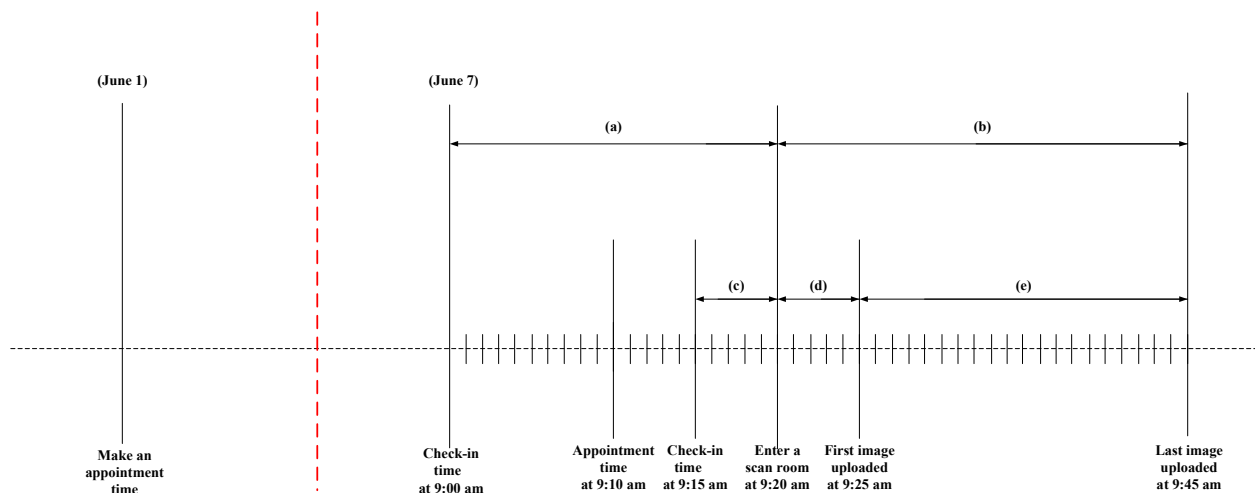 (June 1)
(June 7)
(a)
(b)
(c)
(d)
(e)
Make an
appointment
time
Check-in
time
at 9:00 am
Appointment
time
at 9:10 am
Check-in
time
at 9:15 am
Enter a
scan room
at 9:20 am
First image
uploaded
at 9:25 am
Last image
uploaded
at 9:45 am